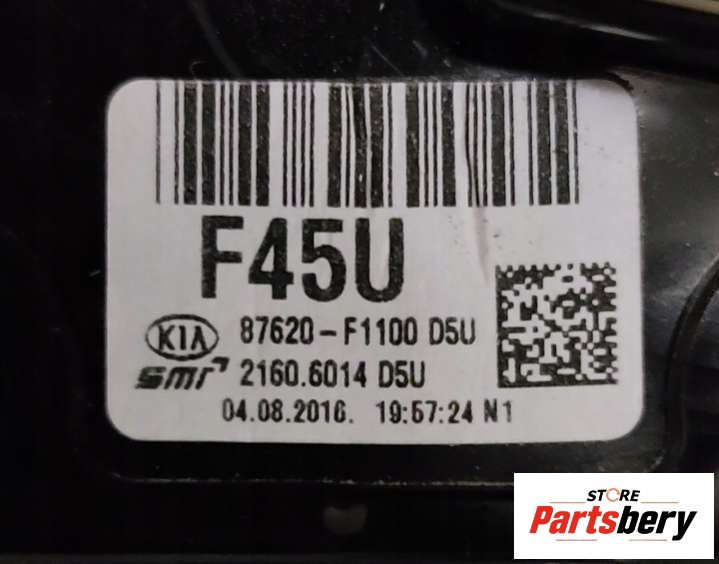 F45U
KIA 87620-F1100 D5U
smr 2160.6014 D5U
04.08.2016. 19:57:24 N1
STORE
Partsbery